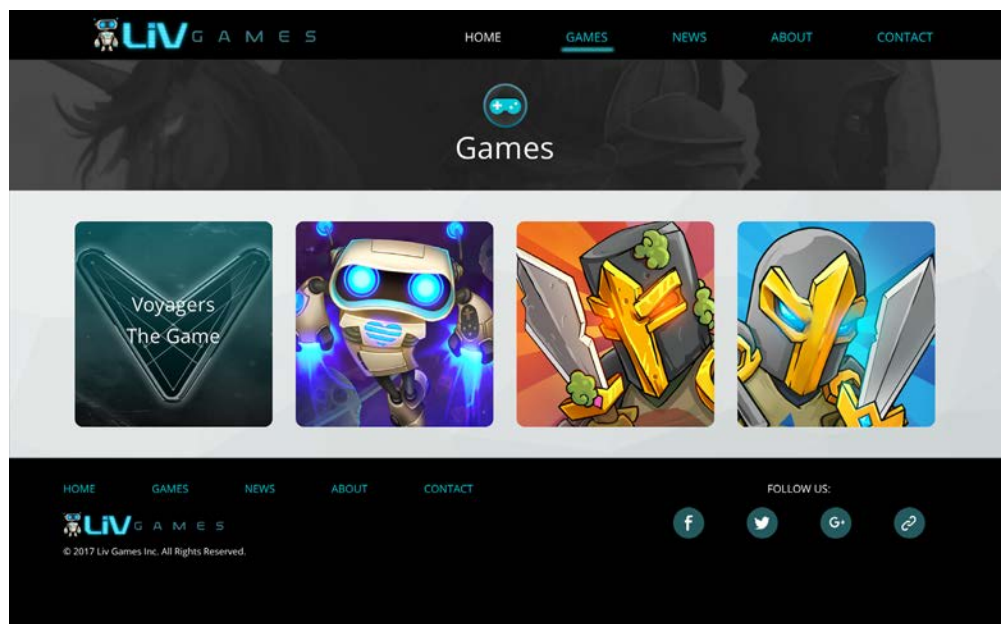 LiV GAMES
HOME GAMES NEWS ABOUT CONTACT
Games
Voyagers
The Game
HOME GAMES NEWS ABOUT CONTACT
FOLLOW US:
LiV GAMES
f G+
© 2017 Liv Games Inc. All Rights Reserved.